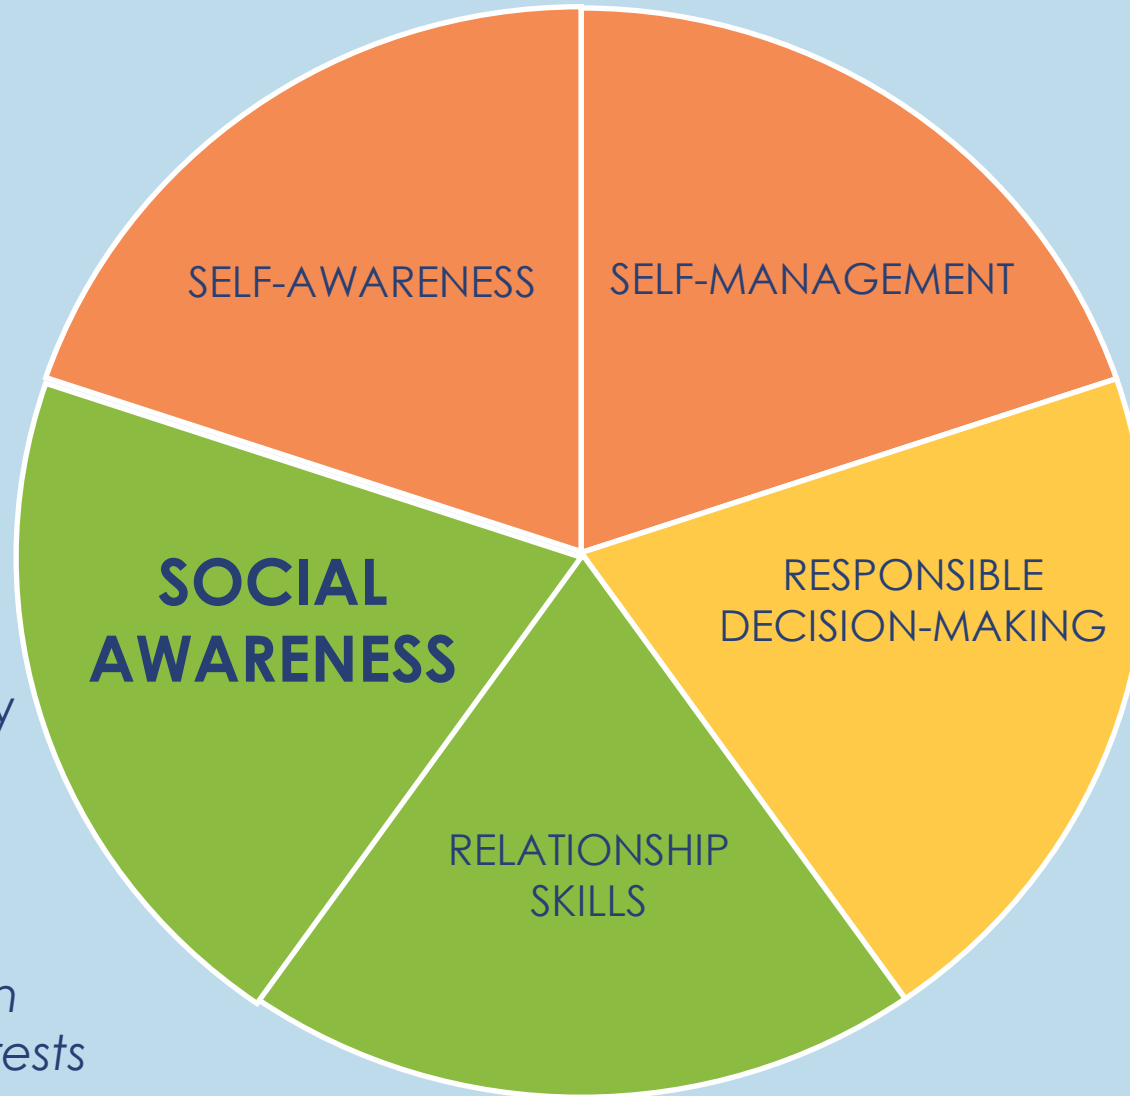 SELF-AWARENESS
SELF-MANAGEMENT
RESPONSIBLE
DECISION-MAKING
SOCIAL
AWARENESS
RELATIONSHIP
SKILLS